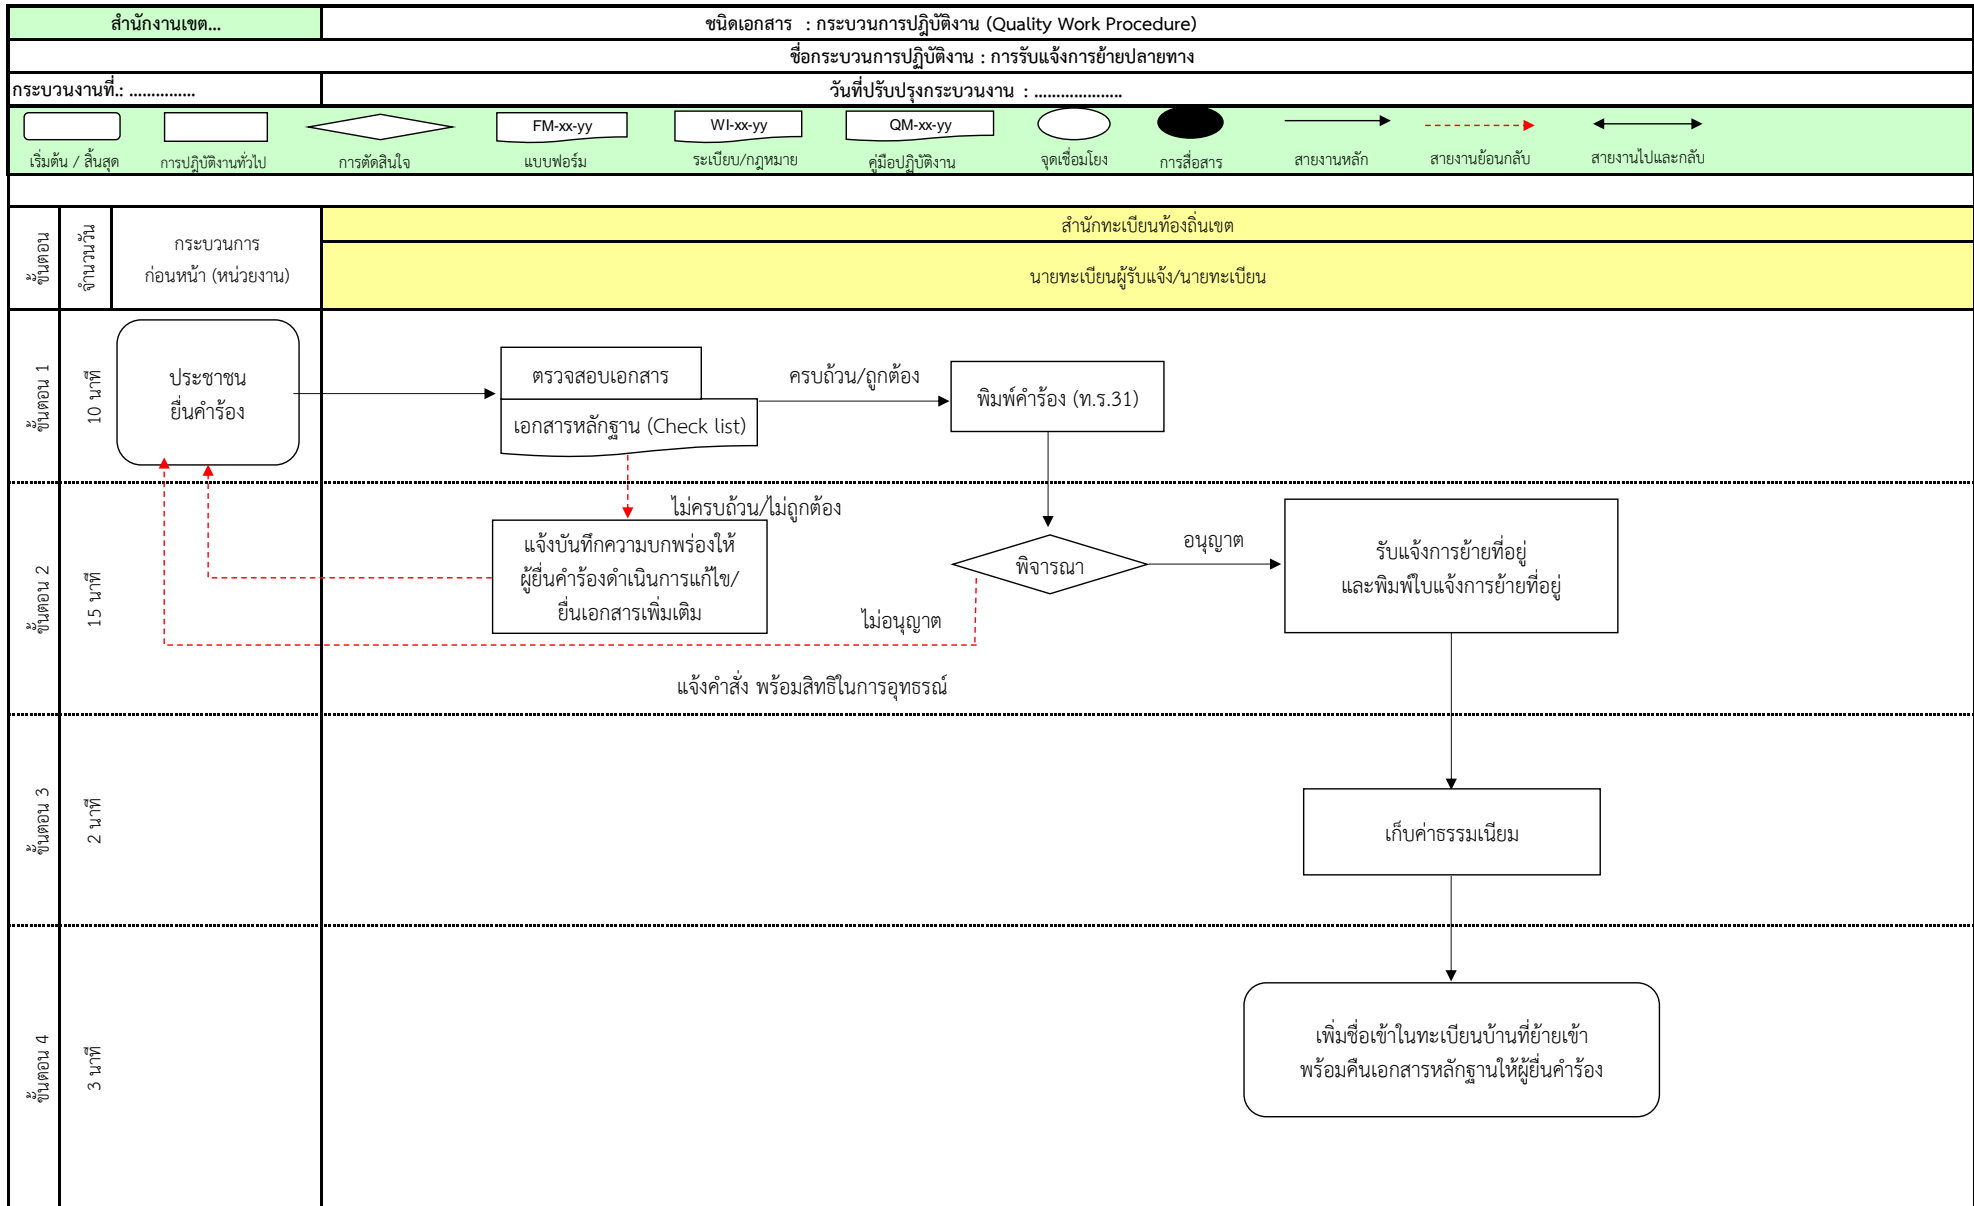 สำนักงานเขต...
ชนิดเอกสาร : กระบวนการปฎิบัติงาน (Quality Work Procedure)
ชื่อกระบวนการปฏิบัติงาน : การรับแจ้งการย้ายปลายทาง
กระบวนงานที่.: ...............
วันที่ปรับปรุงกระบวนงาน : ....................
FM-xx-yy
WI-xx-yy
QM-xx-yy
เริ่มต้น / สิ้นสุด
การปฎิบัติงานทั่วไป
การตัดสินใจ
แบบฟอร์ม
ระเบียบ/กฎหมาย
คู่มือปฏิบัติงาน
จุดเชื่อมโยง
การสื่อสาร
สายงานหลัก
สายงานย้อนกลับ
สายงานไปและกลับ
ขั้นตอน
จำนวนวัน
กระบวนการ
ก่อนหน้า (หน่วยงาน)
สำนักทะเบียนท้องถิ่นเขต
นายทะเบียนผู้รับแจ้ง/นายทะเบียน
ขั้นตอน 1
10 นาที
ประชาชน
ยื่นคำร้อง
ตรวจสอบเอกสาร
เอกสารหลักฐาน (Check list)
ครบถ้วน/ถูกต้อง
พิมพ์คำร้อง (ท.ร.31)
ขั้นตอน 2
15 นาที
ไม่ครบถ้วน/ไม่ถูกต้อง
แจ้งบันทึกความบกพร่องให้
ผู้ยื่นคำร้องดำเนินการแก้ไข/
ยื่นเอกสารเพิ่มเติม
พิจารณา
อนุญาต
รับแจ้งการย้ายที่อยู่
และพิมพ์ใบแจ้งการย้ายที่อยู่
ไม่อนุญาต
แจ้งคำสั่ง พร้อมสิทธิในการอุทธรณ์
ขั้นตอน 3
2 นาที
เก็บค่าธรรมเนียม
ขั้นตอน 4
3 นาที
เพิ่มชื่อเข้าในทะเบียนบ้านที่ย้ายเข้า
พร้อมคืนเอกสารหลักฐานให้ผู้ยื่นคำร้อง